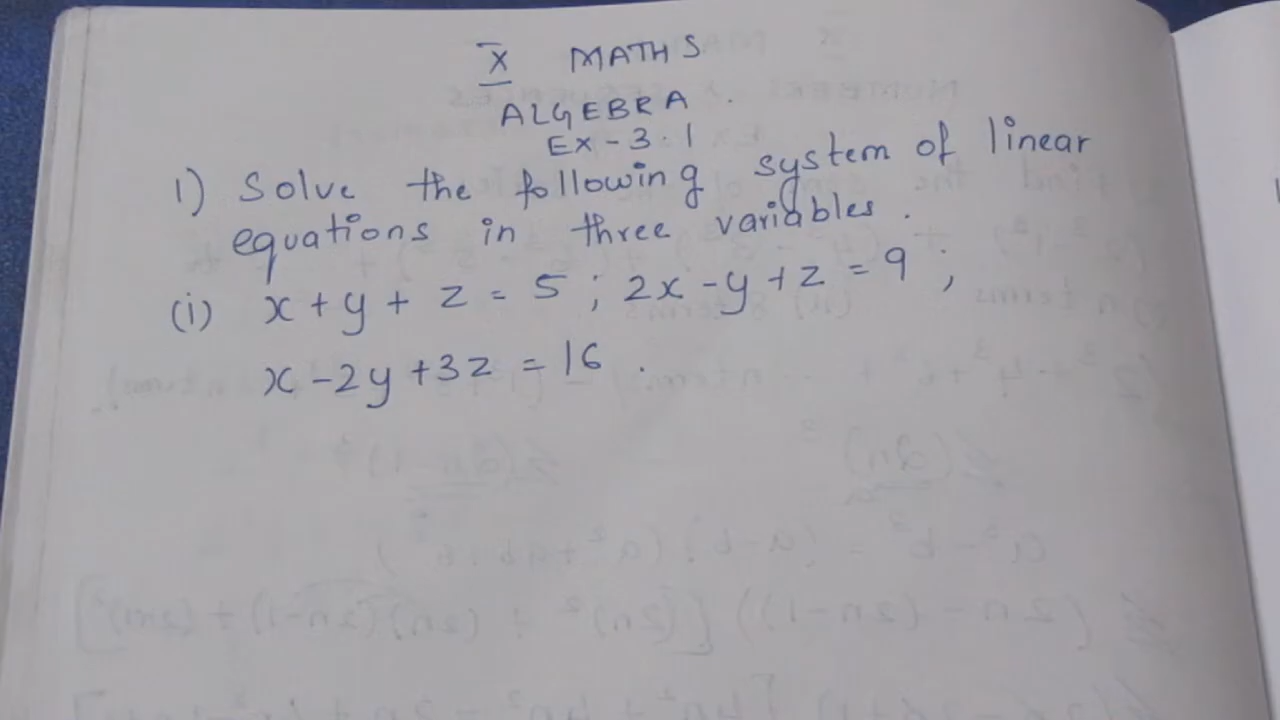 X MATHS
ALGEBRA.
EX-3.1
1) Solve the following system of linear
equations in three variables.
(i) x + y + z = 5 ; 2x - y + z = 9 ;
x - 2y + 3z = 16.